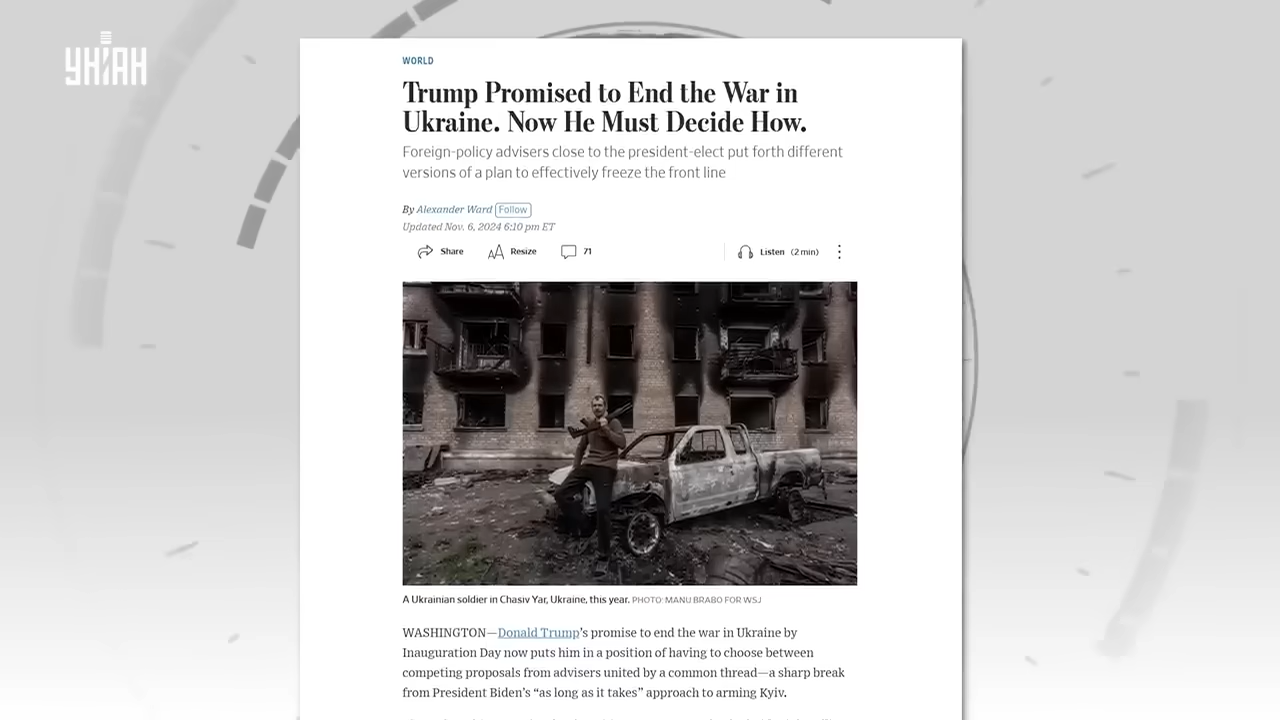 УНІАН
WORLD
Trump Promised to End the War in
Ukraine. Now He Must Decide How.
Foreign-policy advisers close to the president-elect put forth different
versions of a plan to effectively freeze the front line
By Alexander Ward Follow
Updated Nov. 6, 2024 6:10 pm ET
Share Resize 71 Listen (2 min)
A Ukrainian soldier in Chasiv Yar, Ukraine, this year. PHOTO: MANU BRABO FOR WSJ
WASHINGTON—Donald Trump’s promise to end the war in Ukraine by
Inauguration Day now puts him in a position of having to choose between
competing proposals from advisers united by a common thread—a sharp break
from President Biden’s “as long as it takes” approach to arming Kyiv.